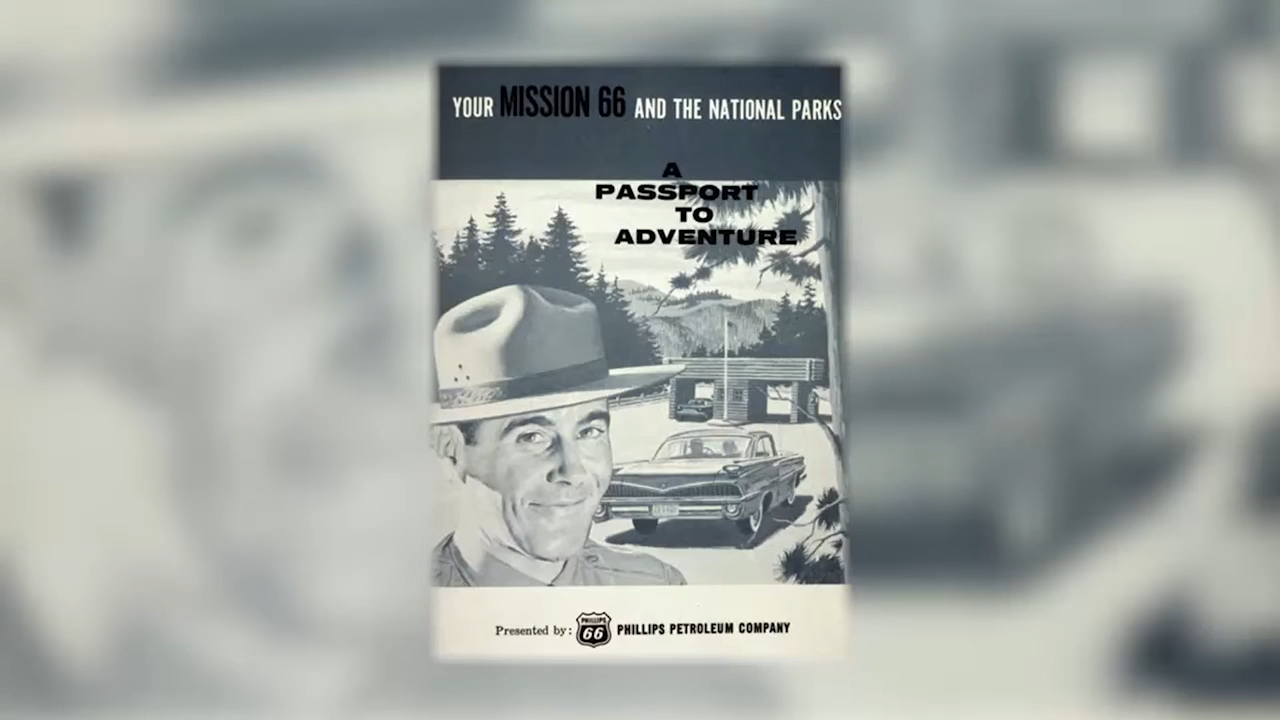 YOUR MISSION 66 AND THE NATIONAL PARKS
A
PASSPORT
TO
ADVENTURE
Presented by:
PHILLIPS
66
PHILLIPS PETROLEUM COMPANY